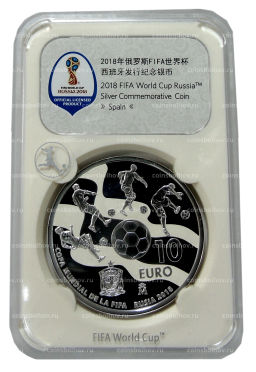 2018年俄罗斯FIFA世界杯
西班牙发行纪念银币
2018 FIFA World Cup Russia™
Silver Commemorative Coin
» Spain «
FIFA WORLD CUP
RUSSIA 2018
OFFICIAL LICENSED
PRODUCT
10
EURO
COPA MUNDIAL DE LA FIFA RUSIA 2018
FIFA World Cup™
coinsbolhov.ru